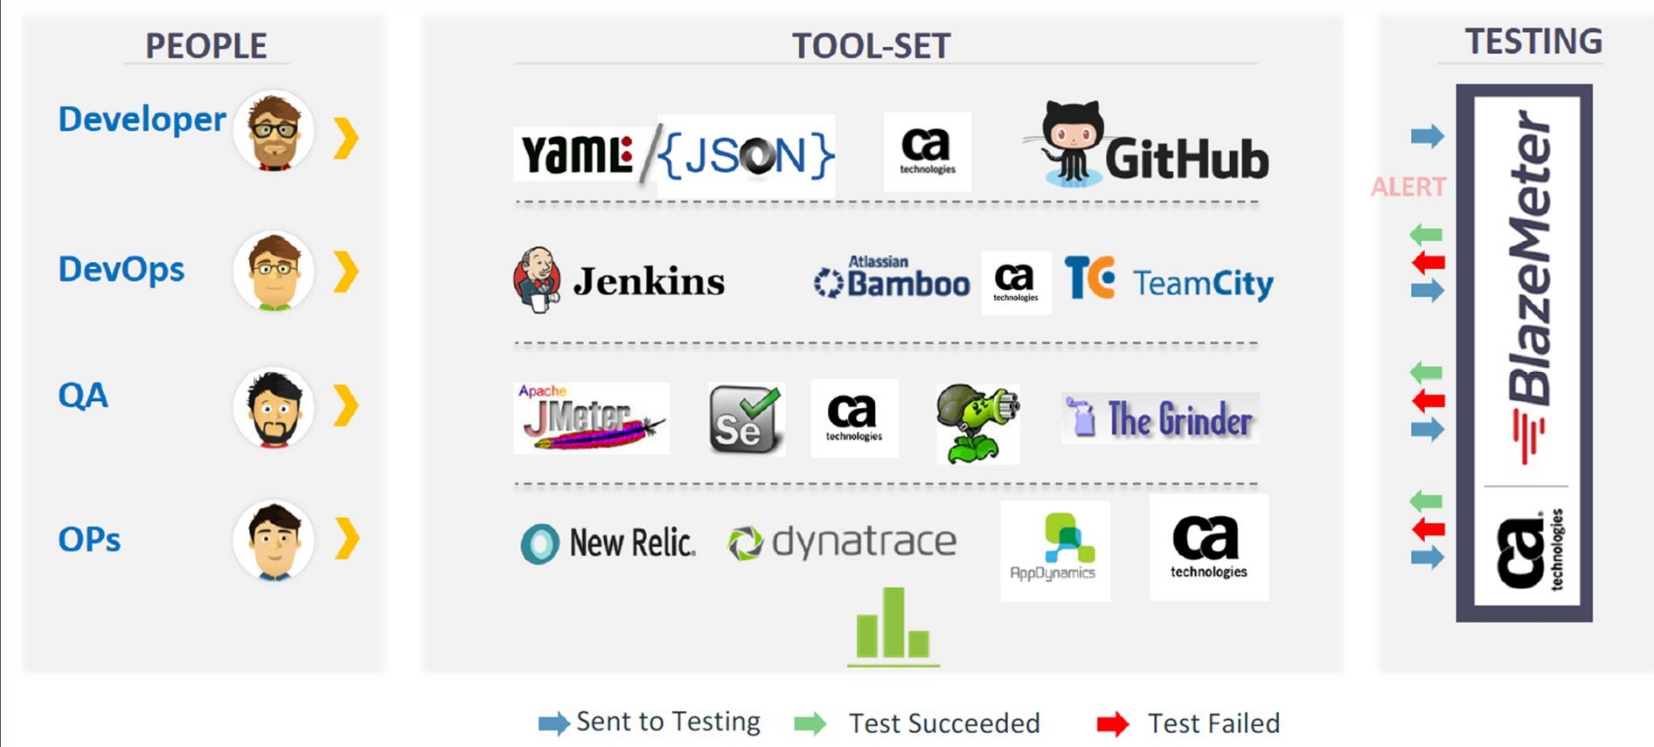 PEOPLE
TOOL-SET
TESTING
Developer
YAML / {JSON}
ca
technologies
GitHub
ALERT
DevOps
Jenkins
Atlassian
Bamboo
ca
technologies
TC TeamCity
QA
Apache
JMeter
Se
ca
technologies
The Grinder
OPs
New Relic.
dynatrace
AppDynamics
ca
technologies
BlazeMeter
ca
technologies
Sent to Testing
Test Succeeded
Test Failed